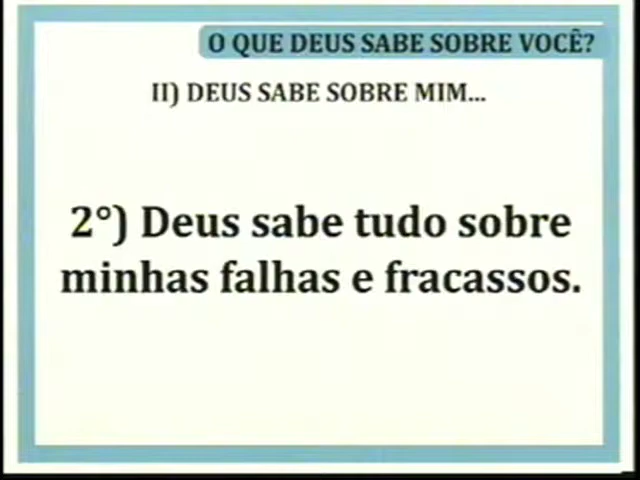 O QUE DEUS SABE SOBRE VOCÊ?
II) DEUS SABE SOBRE MIM...
2°) Deus sabe tudo sobre
minhas falhas e fracassos.